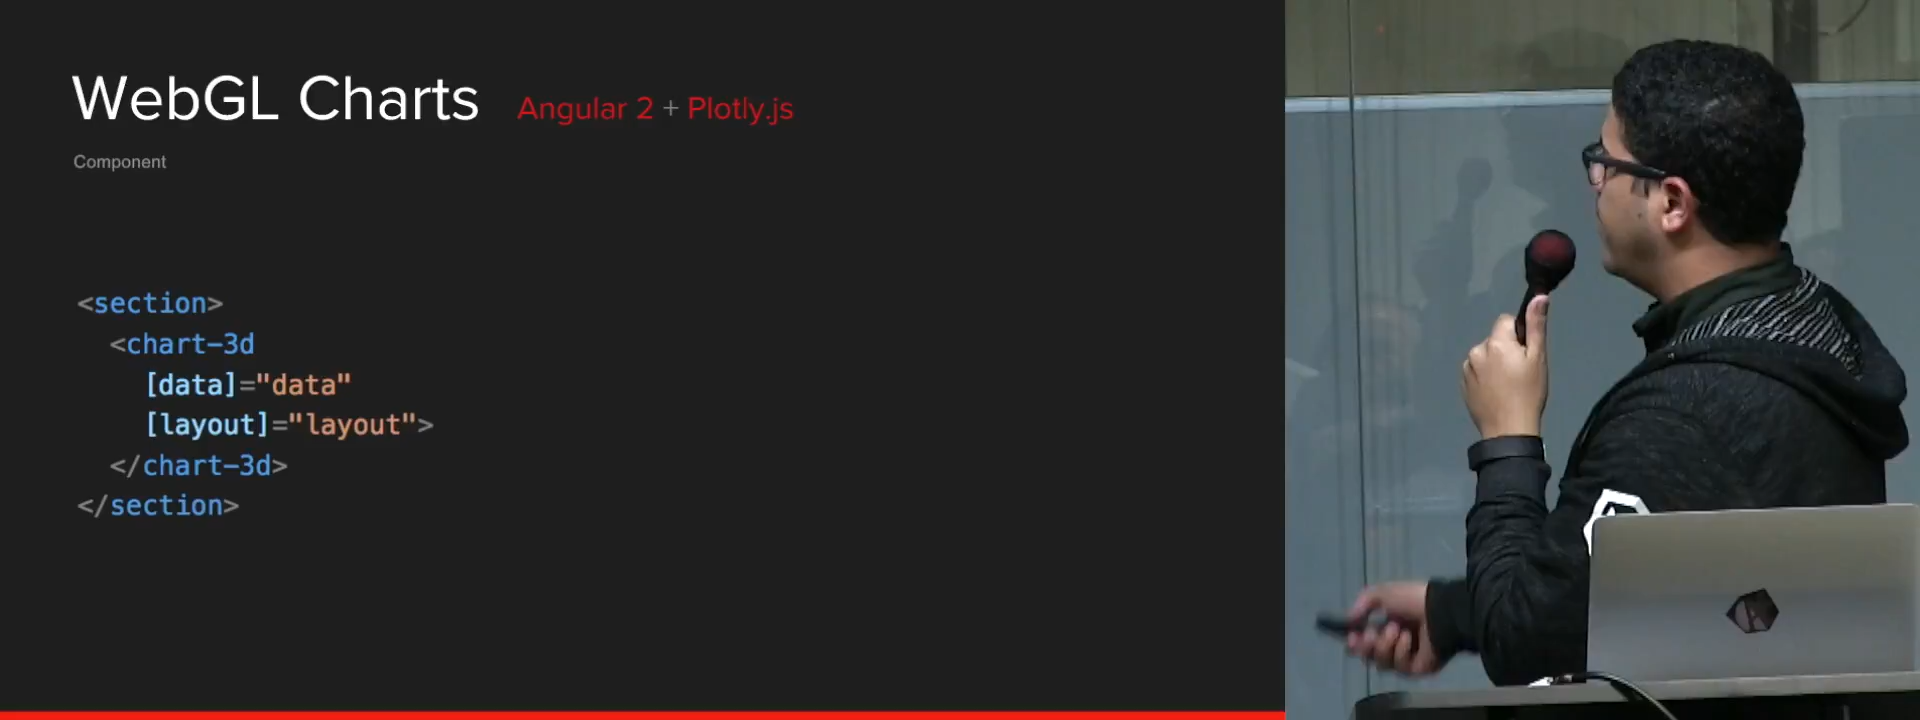 WebGL Charts Angular 2 + Plotly.js
Component
<section>
<chart-3d
[data]="data"
[layout]="layout">
</chart-3d>
</section>